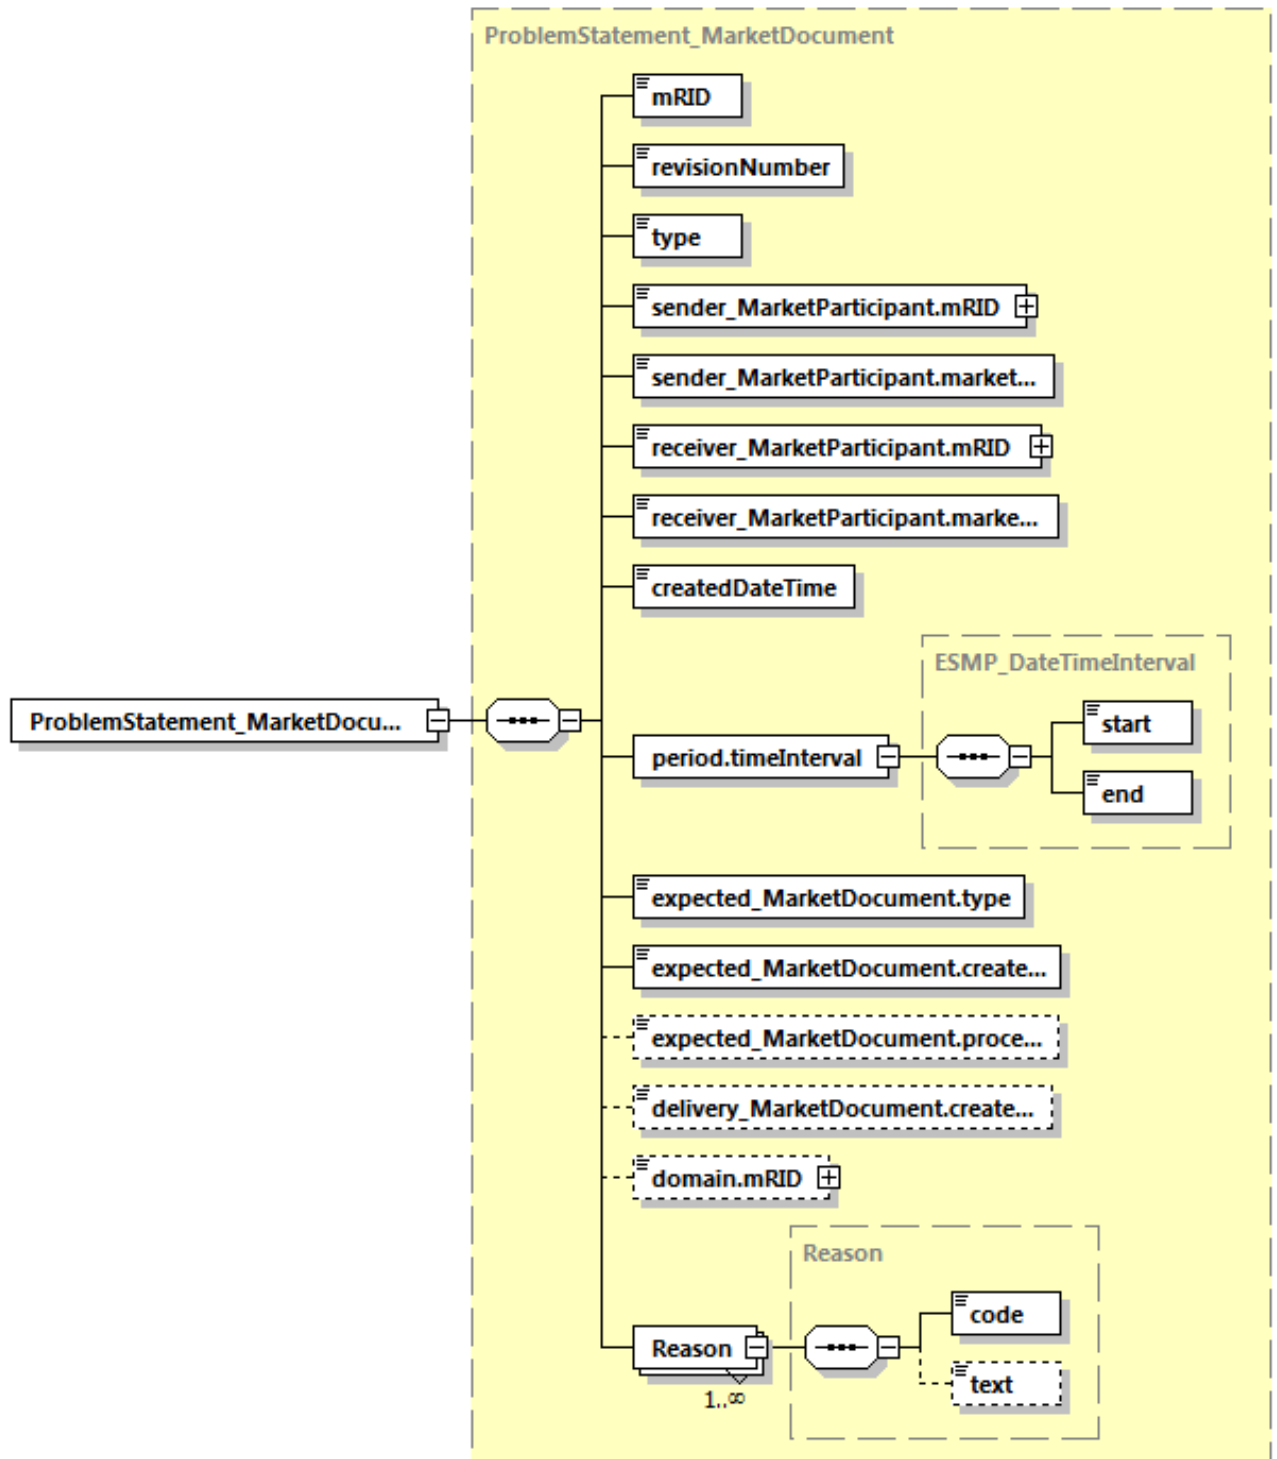 ProblemStatement_MarketDocument
mRID
revisionNumber
type
sender_MarketParticipant.mRID
sender_MarketParticipant.market...
receiver_MarketParticipant.mRID
receiver_MarketParticipant.marke...
createdDateTime
ESMP_DateTimeInterval
start
ProblemStatement_MarketDocu...
period.timeInterval
end
expected_MarketDocument.type
expected_MarketDocument.create...
expected_MarketDocument.proce...
delivery_MarketDocument.create...
domain.mRID
Reason
code
Reason
text
1..∞